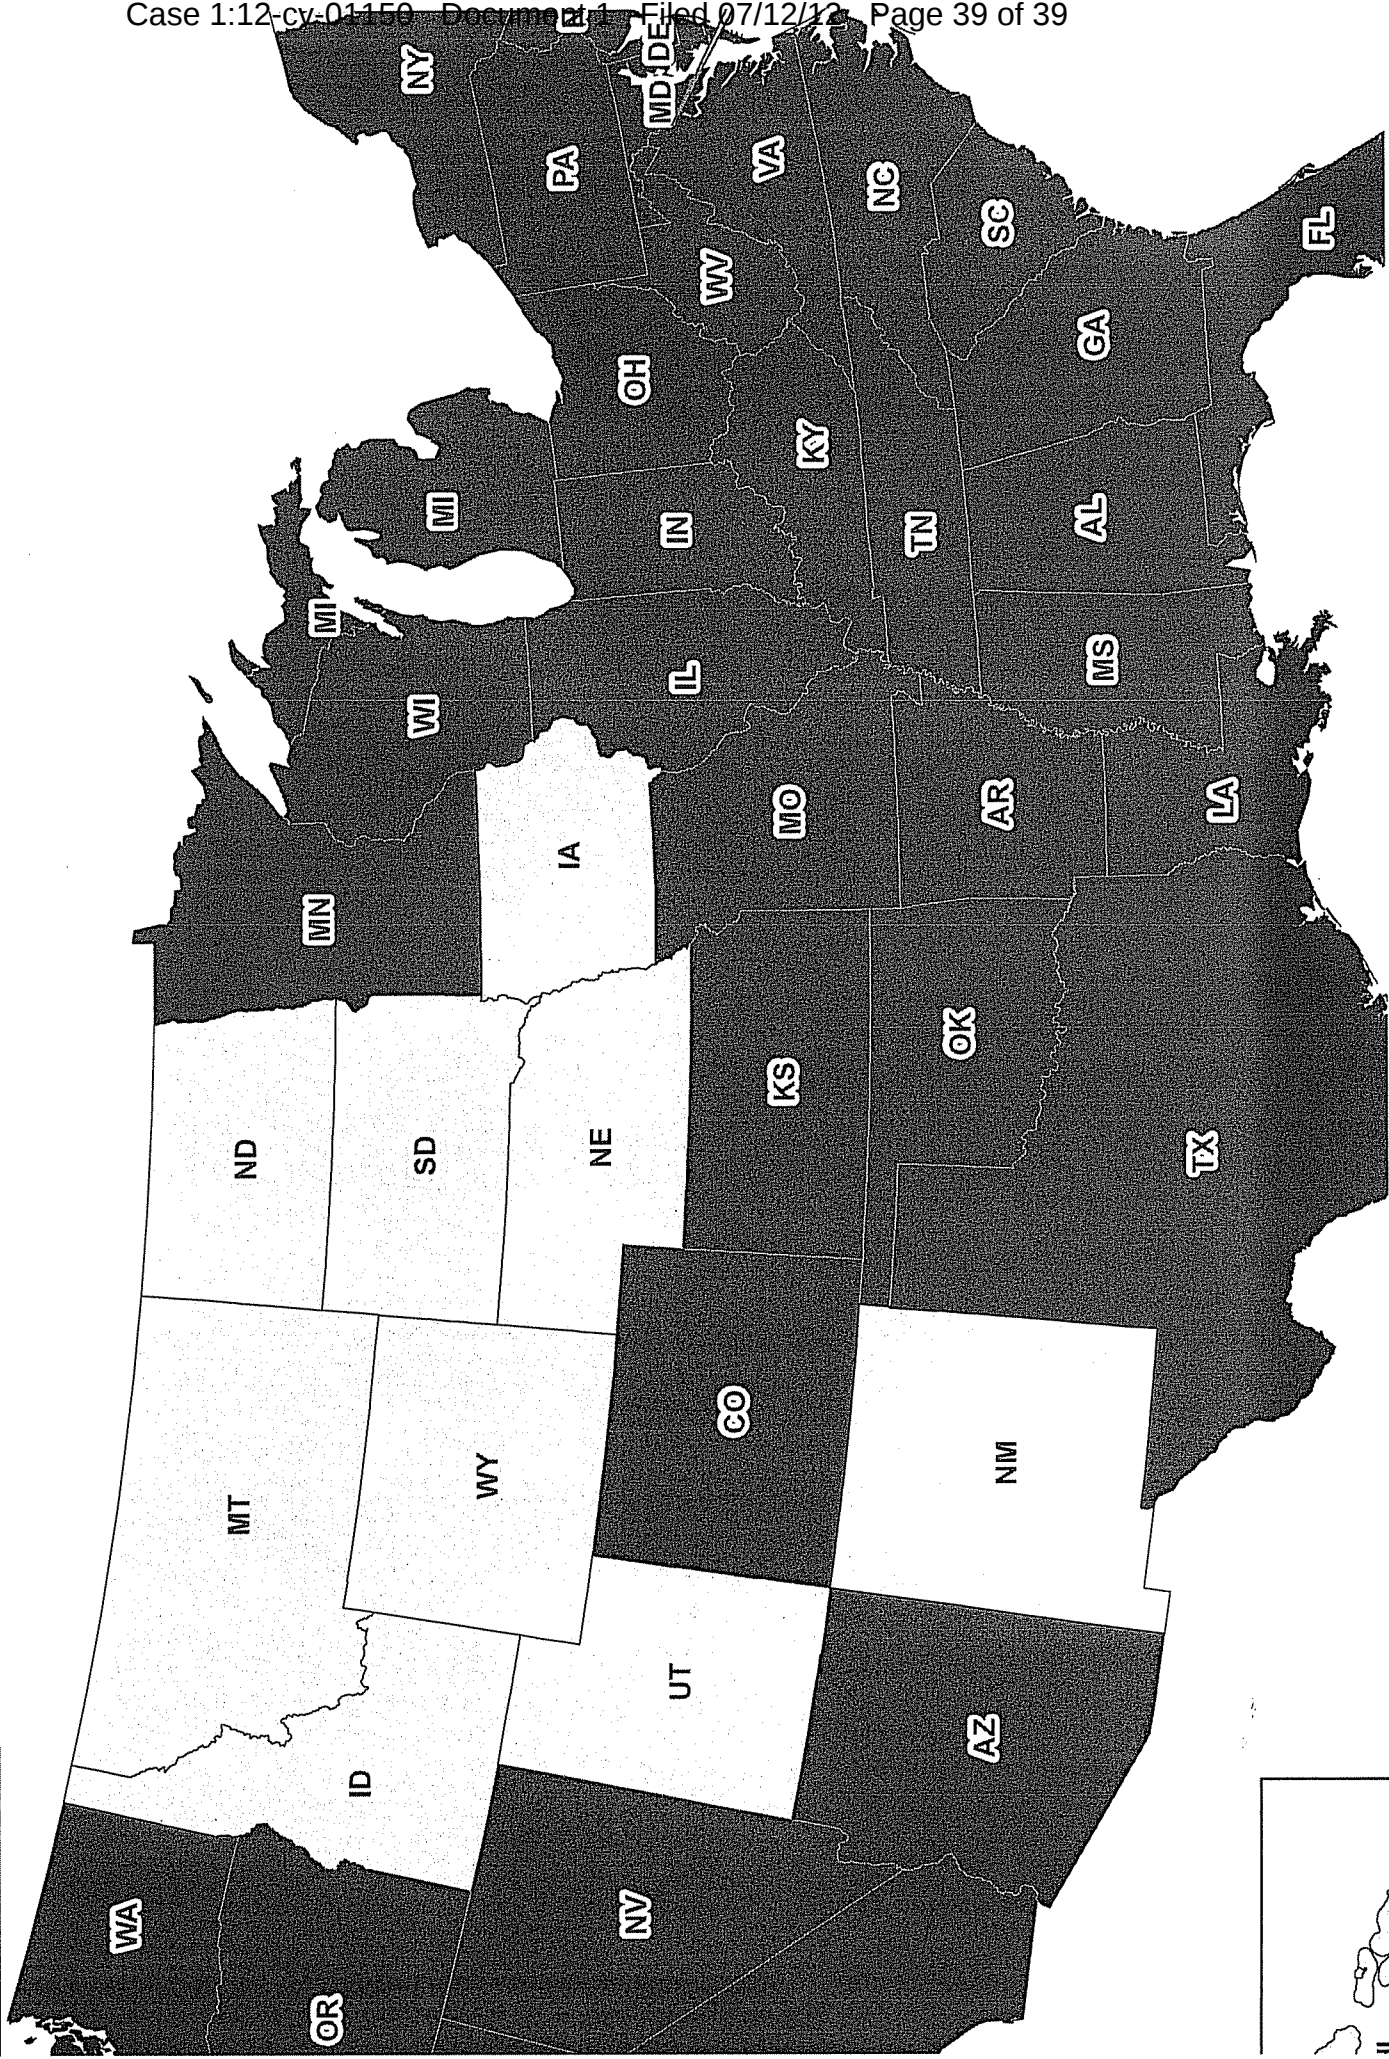 Case 1:12-cv-01150 Document 1 Filed 07/12/12 Page 39 of 39
WA
OR
NV
ID
MT
UT
AZ
WY
CO
NM
ND
SD
NE
KS
OK
TX
MN
IA
MO
AR
LA
WI
MI
MI
IL
IN
OH
KY
TN
MS
AL
GA
FL
SC
NC
VA
WV
PA
NY
MD
DE